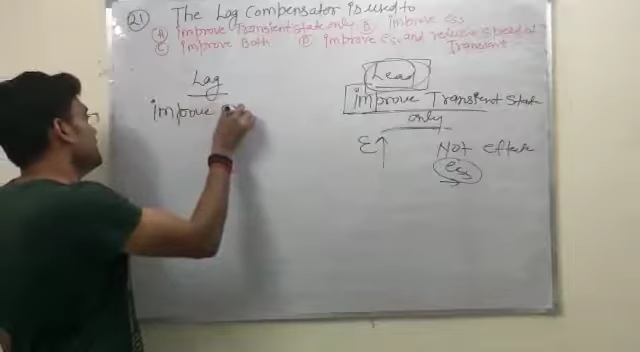 21) The Lag Compensator is used to
(A) improve Transient state only (B) improve ess
(C) improve Both (D) improve ess and reduce speed of Transient
Lag
improve
Lead
improve Transient State
only
ε↑ Not effect
ess